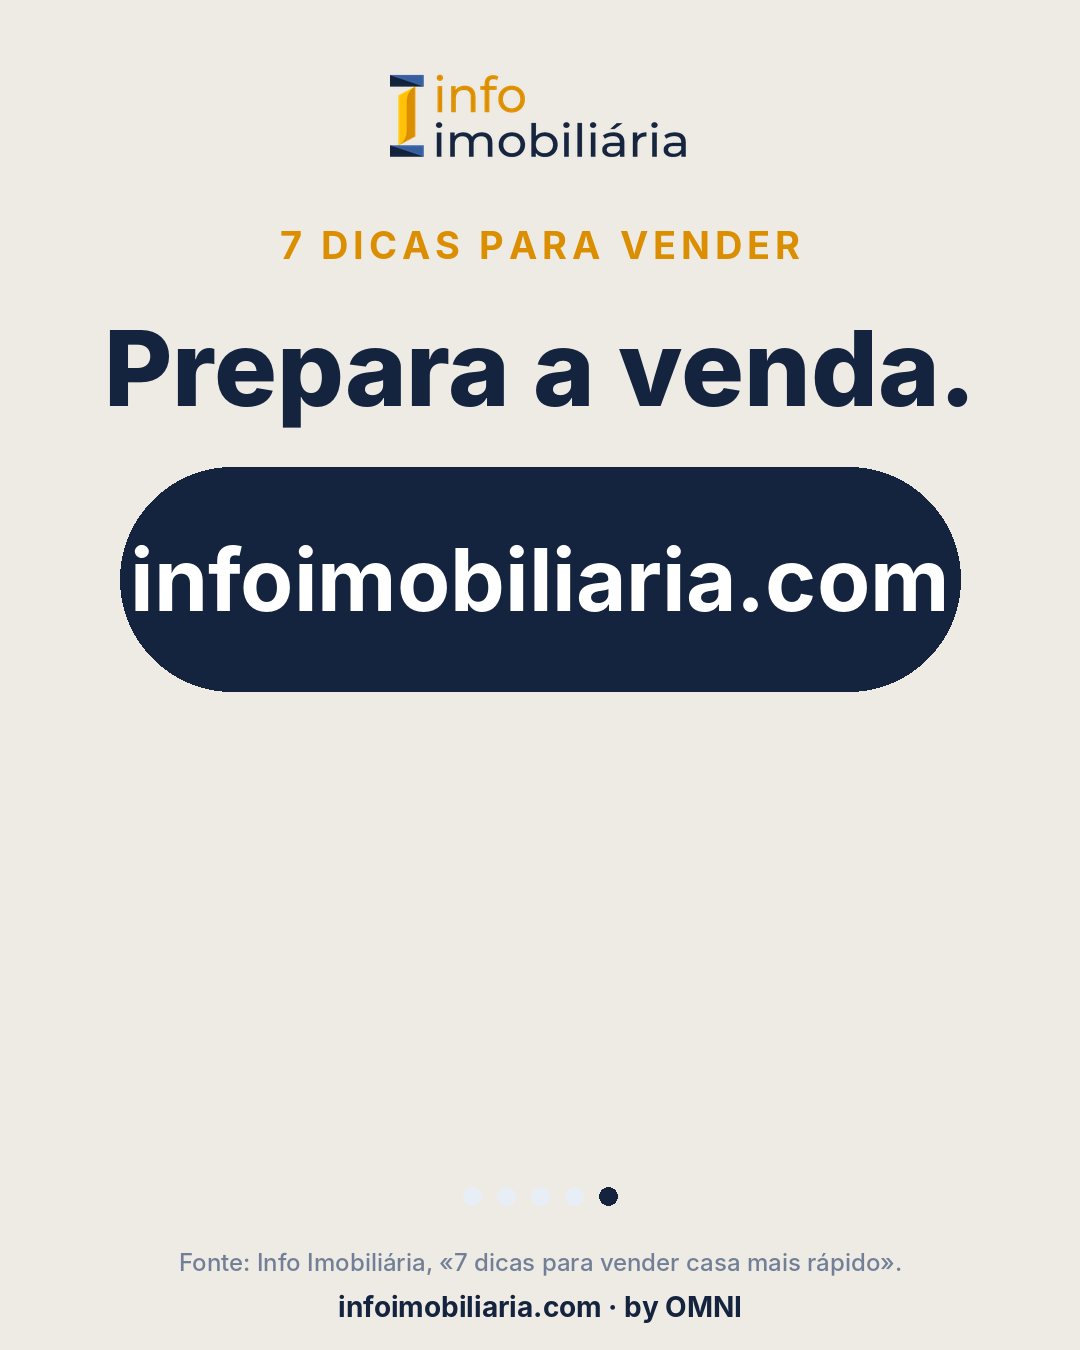 info
imobiliária
7 DICAS PARA VENDER
Prepara a venda.
infoimobiliaria.com
Fonte: Info Imobiliária, «7 dicas para vender casa mais rápido».
infoimobiliaria.com · by OMNI